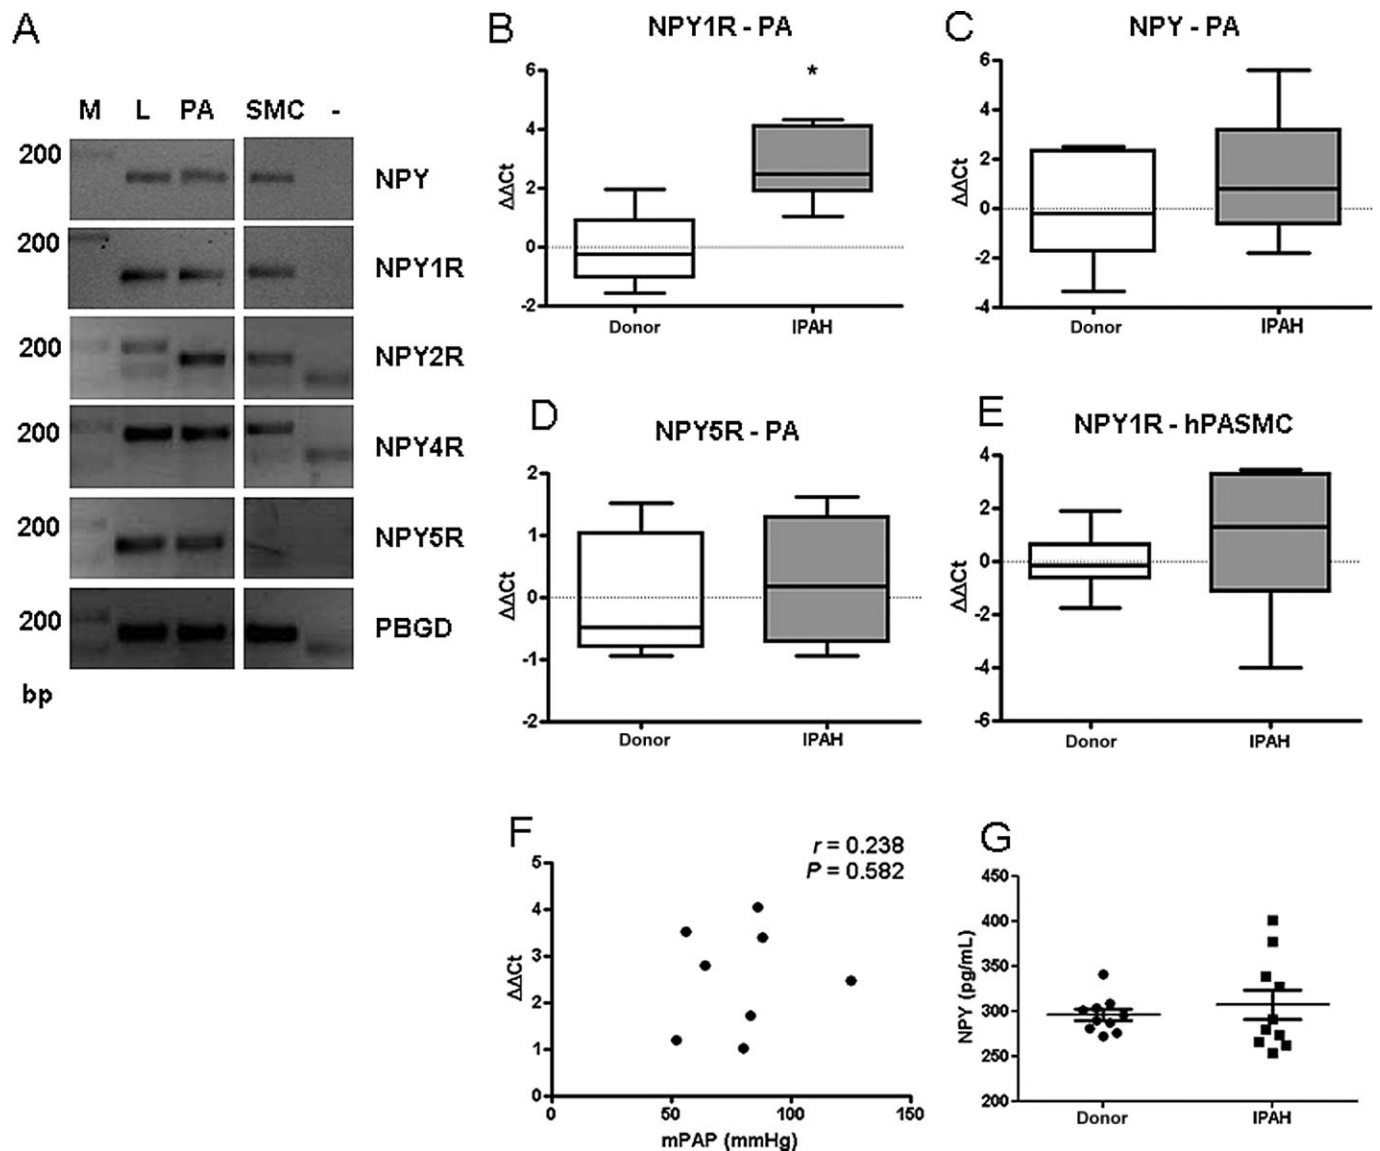 A
M L PA SMC -
200 NPY
200 NPY1R
200 NPY2R
200 NPY4R
200 NPY5R
200 PBGD
bp
B
NPY1R - PA
*
6
4
2
0
-2
ΔΔCt
Donor IPAH
C
NPY - PA
6
4
2
0
-2
-4
ΔΔCt
Donor IPAH
D
NPY5R - PA
2
1
0
-1
-2
ΔΔCt
Donor IPAH
E
NPY1R - hPASMC
4
2
0
-2
-4
-6
ΔΔCt
Donor IPAH
F
r = 0.238
P = 0.582
5
4
3
2
1
0
ΔΔCt
0 50 100 150
mPAP (mmHg)
G
450
400
350
300
250
200
NPY (pg/mL)
Donor IPAH